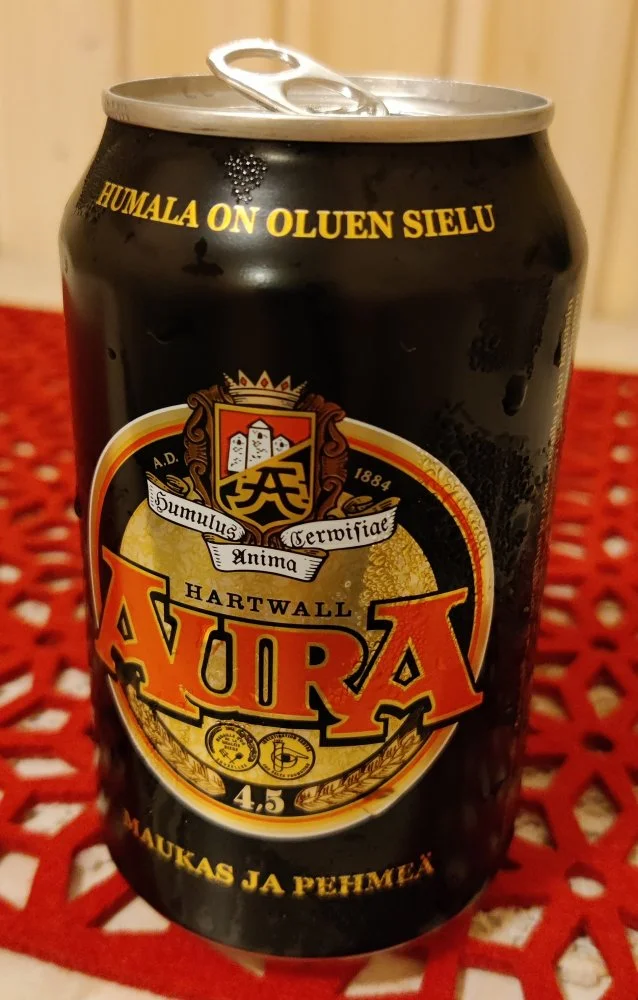 HUMALA ON OLUEN SIELU
A.D. 1884
Humulus Cerwisiae
Anima
HARTWALL
AURA
4,5
MAUKAS JA PEHMEÄ